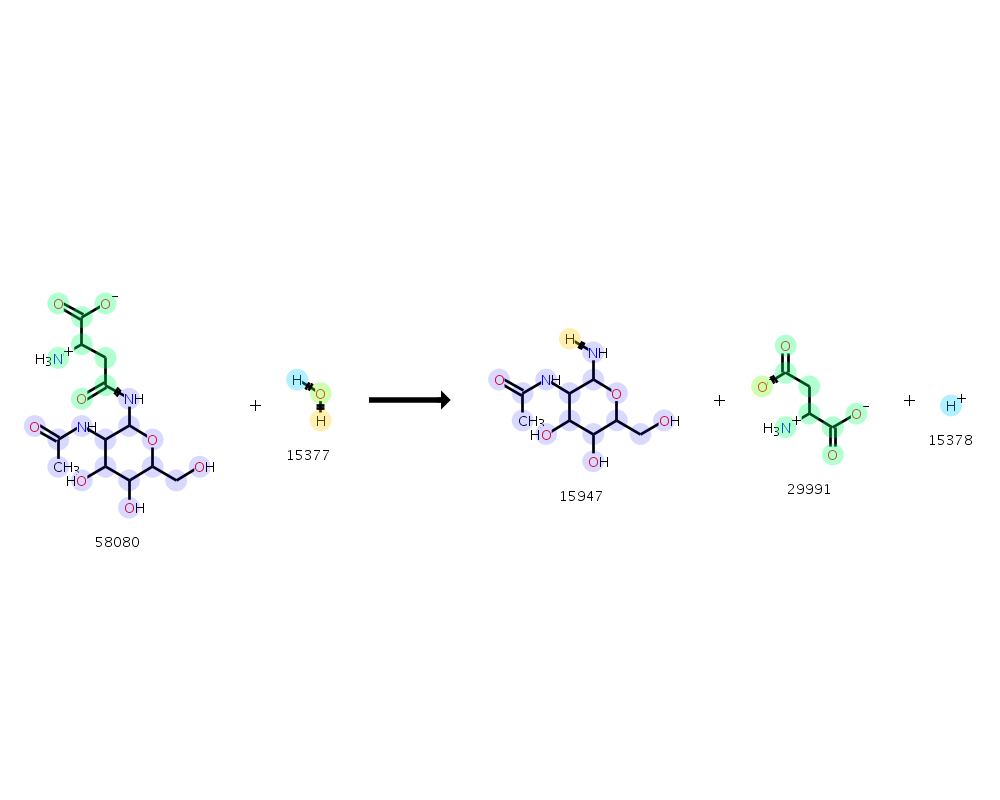 O O⁻
H₃N⁺
O NH
O NH O
CH₃ HO OH
OH
58080
+
H O
H
15377
H
NH
O NH O
CH₃ HO OH
OH
15947
+
O
O O⁻
H₃N⁺
O
29991
+
H⁺
15378